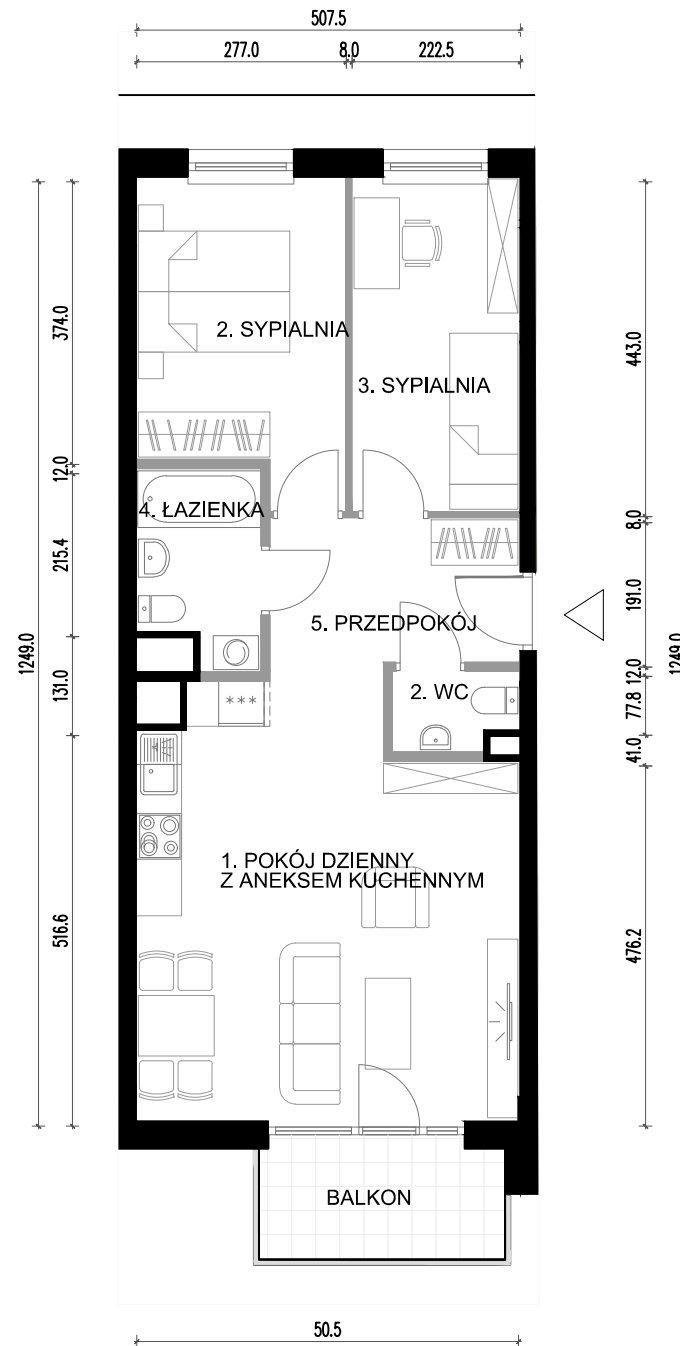 507.5
277.0 8.0 222.5
2. SYPIALNIA
3. SYPIALNIA
4. ŁAZIENKA
5. PRZEDPOKÓJ
2. WC
***
1. POKÓJ DZIENNY
Z ANEKSEM KUCHENNYM
BALKON
1249.0
374.0
12.0
215.4
131.0
516.6
443.0
8.0
191.0
12.0
77.8
41.0
476.2
1249.0
50.5